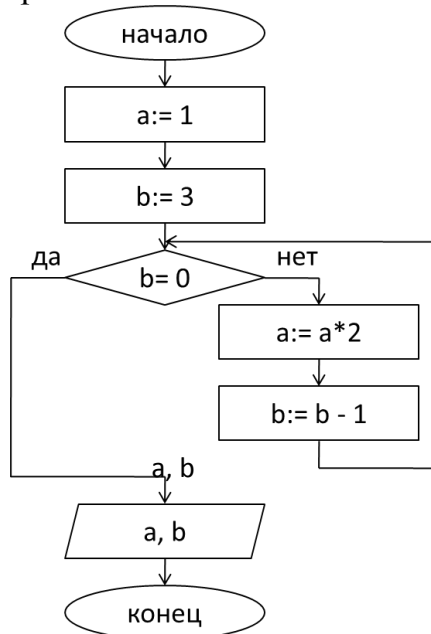 начало
a:= 1
b:= 3
да
нет
b= 0
a:= a*2
b:= b - 1
a, b
a, b
конец